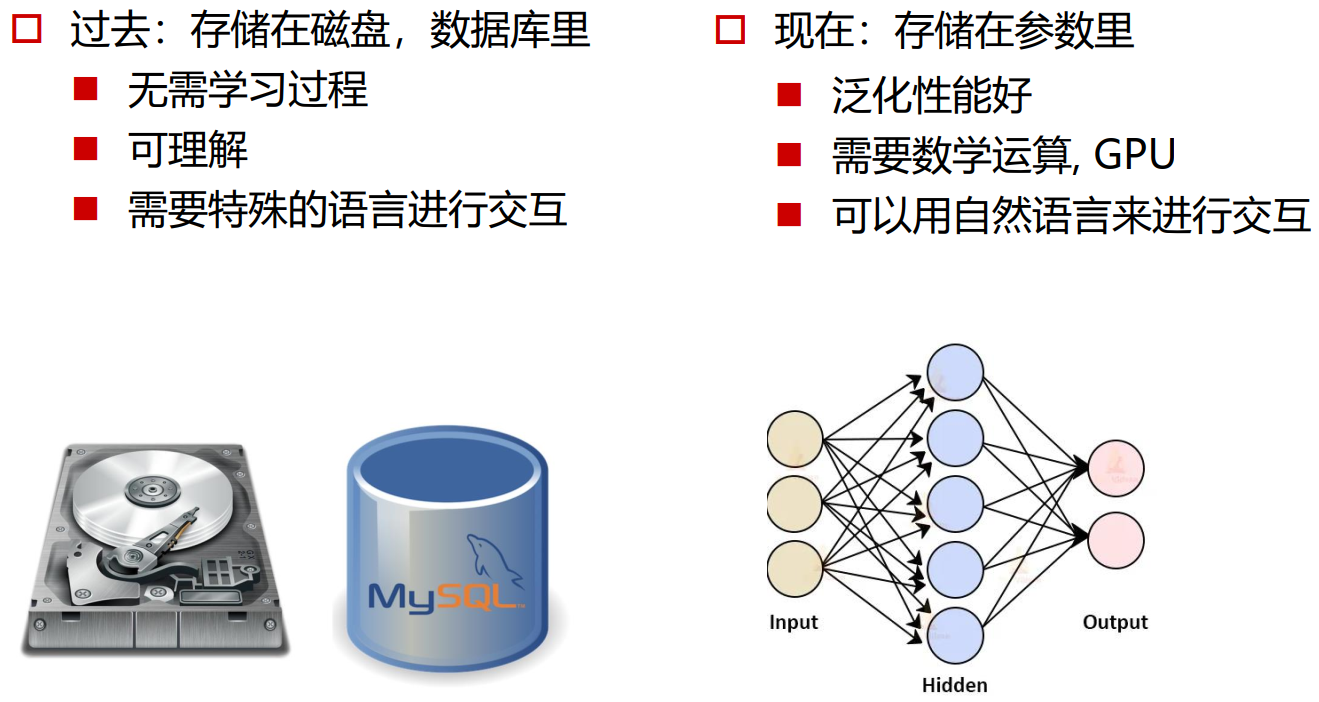 过去：存储在磁盘，数据库里
无需学习过程
可理解
需要特殊的语言进行交互
现在：存储在参数里
泛化性能好
需要数学运算, GPU
可以用自然语言来进行交互
MySQL
Input
Hidden
Output